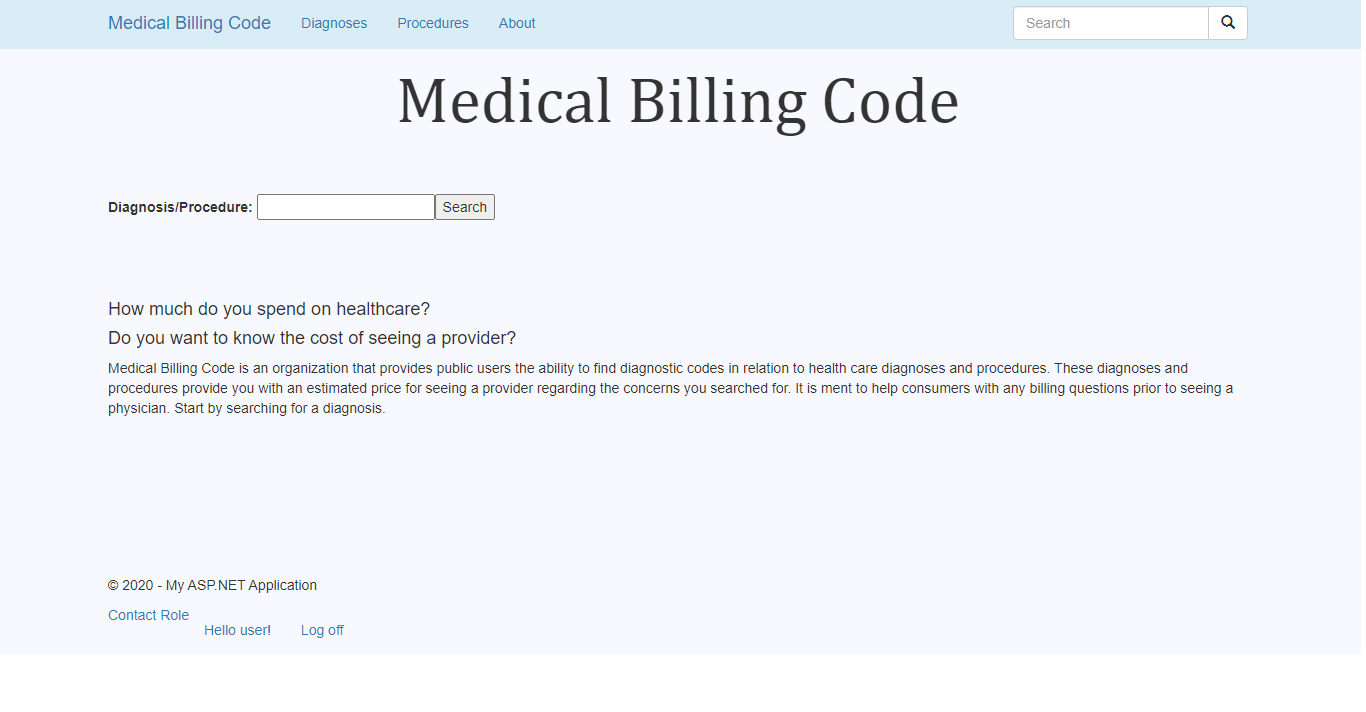 Medical Billing Code Diagnoses Procedures About Search
Medical Billing Code
Diagnosis/Procedure: Search
How much do you spend on healthcare?
Do you want to know the cost of seeing a provider?
Medical Billing Code is an organization that provides public users the ability to find diagnostic codes in relation to health care diagnoses and procedures. These diagnoses and
procedures provide you with an estimated price for seeing a provider regarding the concerns you searched for. It is ment to help consumers with any billing questions prior to seeing a
physician. Start by searching for a diagnosis.
© 2020 - My ASP.NET Application
Contact Role
Hello user! Log off